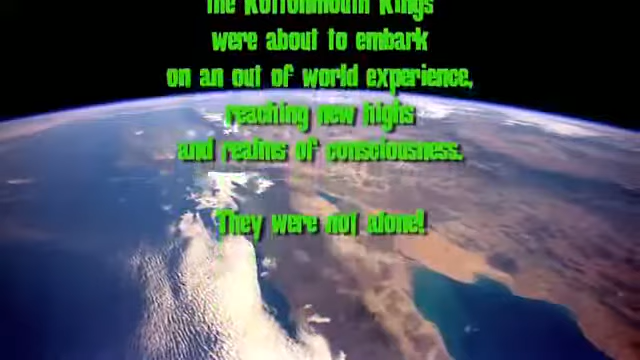 the Kottonmouth Kings
were about to embark
on an out of world experience,
reaching new highs
and realms of consciousness.
They were not alone!